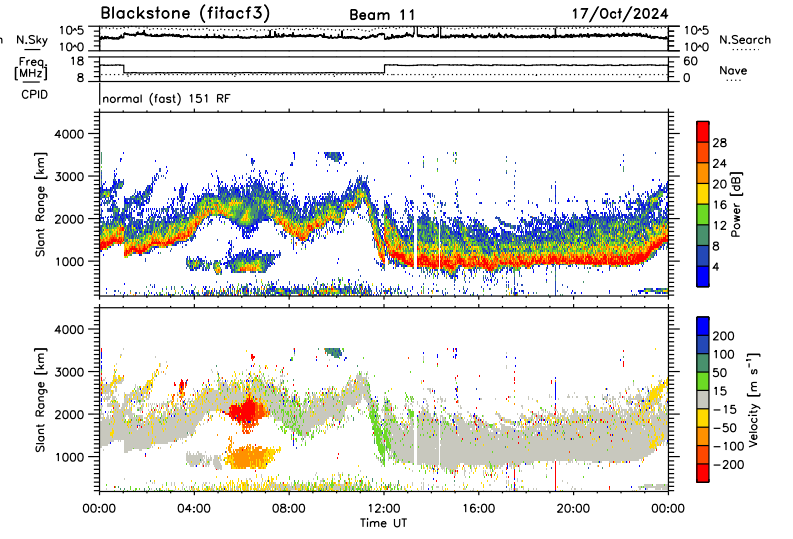 Blackstone (fitacf3) Beam 11 17/Oct/2024
N.Sky 10^5 10^0 10^5 10^0 N.Search
Freq. [MHz] 18 8 60 0 Nave
CPID normal (fast) 151 RF
Slant Range [km] 4000 3000 2000 1000
Power [dB] 28 24 20 16 12 8 4
Slant Range [km] 4000 3000 2000 1000
Velocity [m s⁻¹] 200 100 50 15 −15 −50 −100 −200
00:00 04:00 08:00 12:00 16:00 20:00 00:00
Time UT